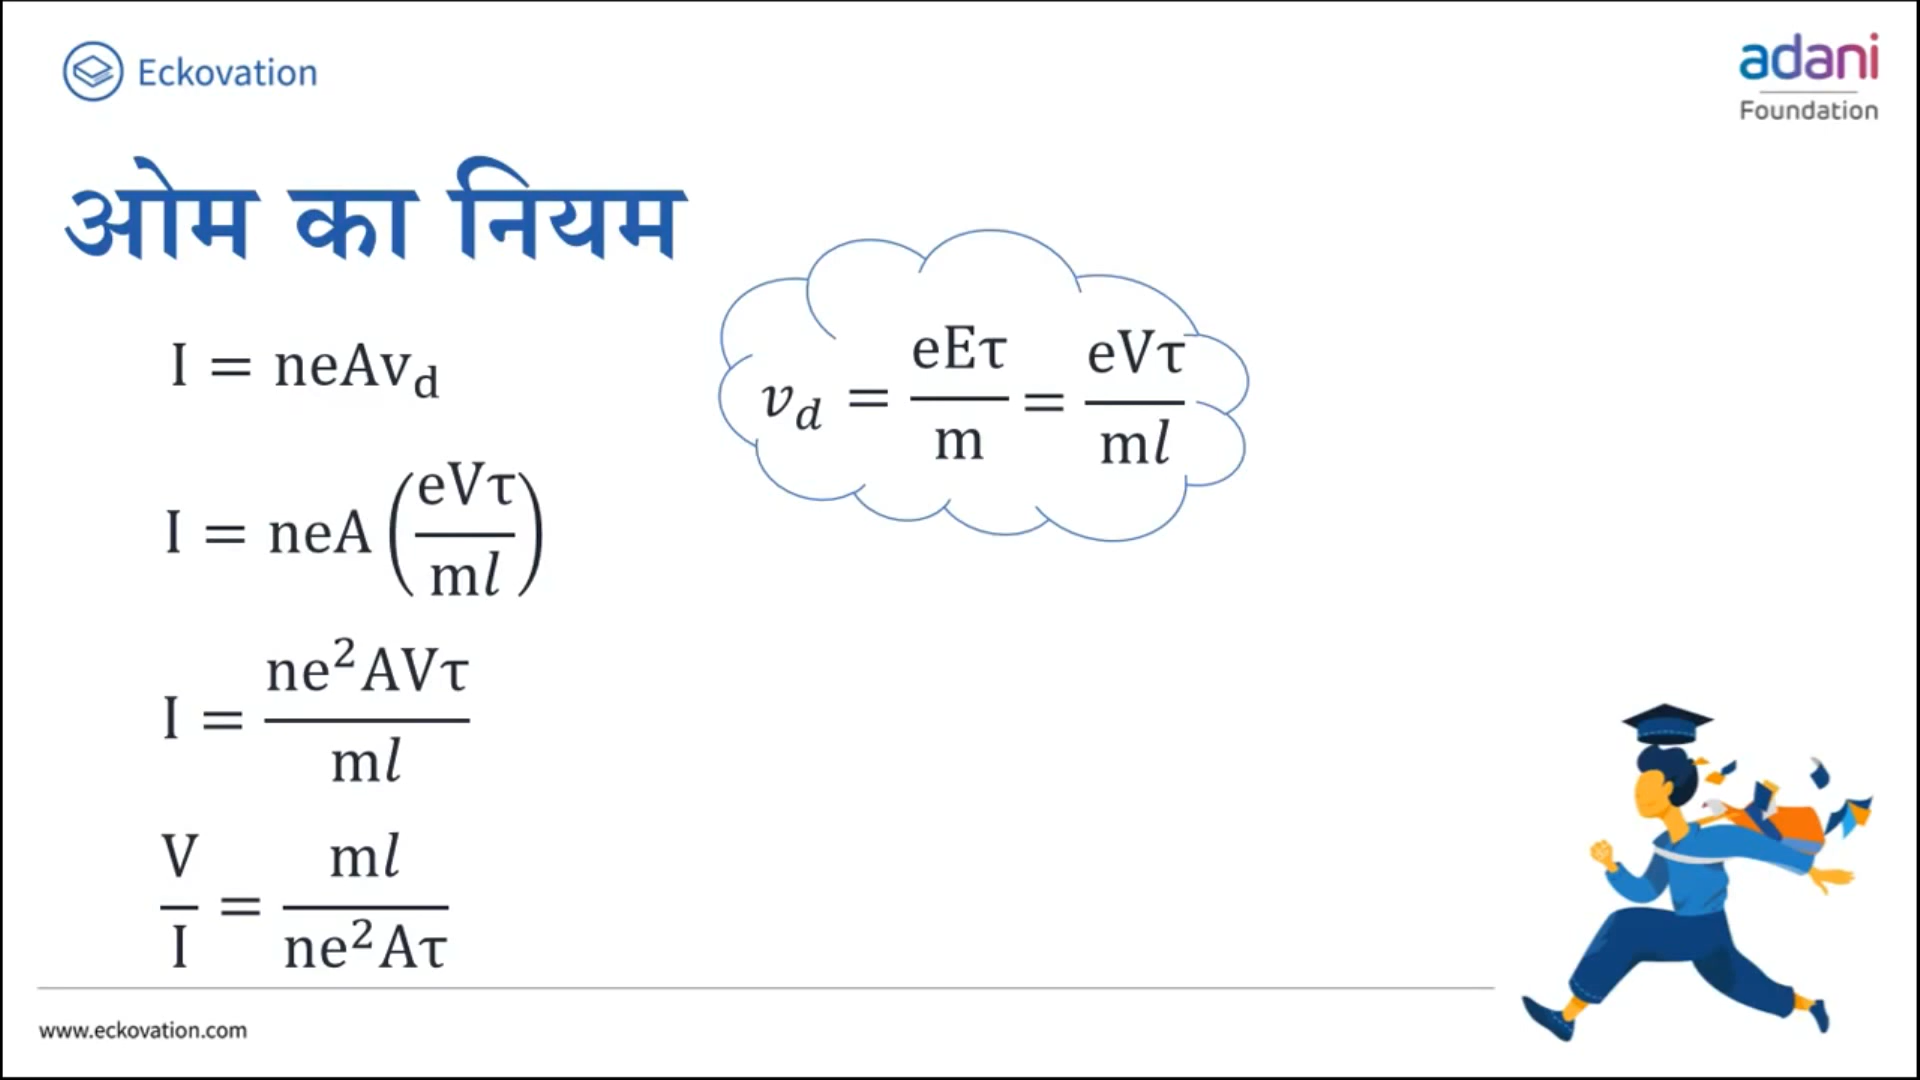 Eckovation
adani
Foundation
ओम का नियम
I = neAv_d
v_d = eEτ/m = eVτ/ml
I = neA(eVτ/ml)
I = ne²AVτ/ml
V/I = ml/ne²Aτ
www.eckovation.com